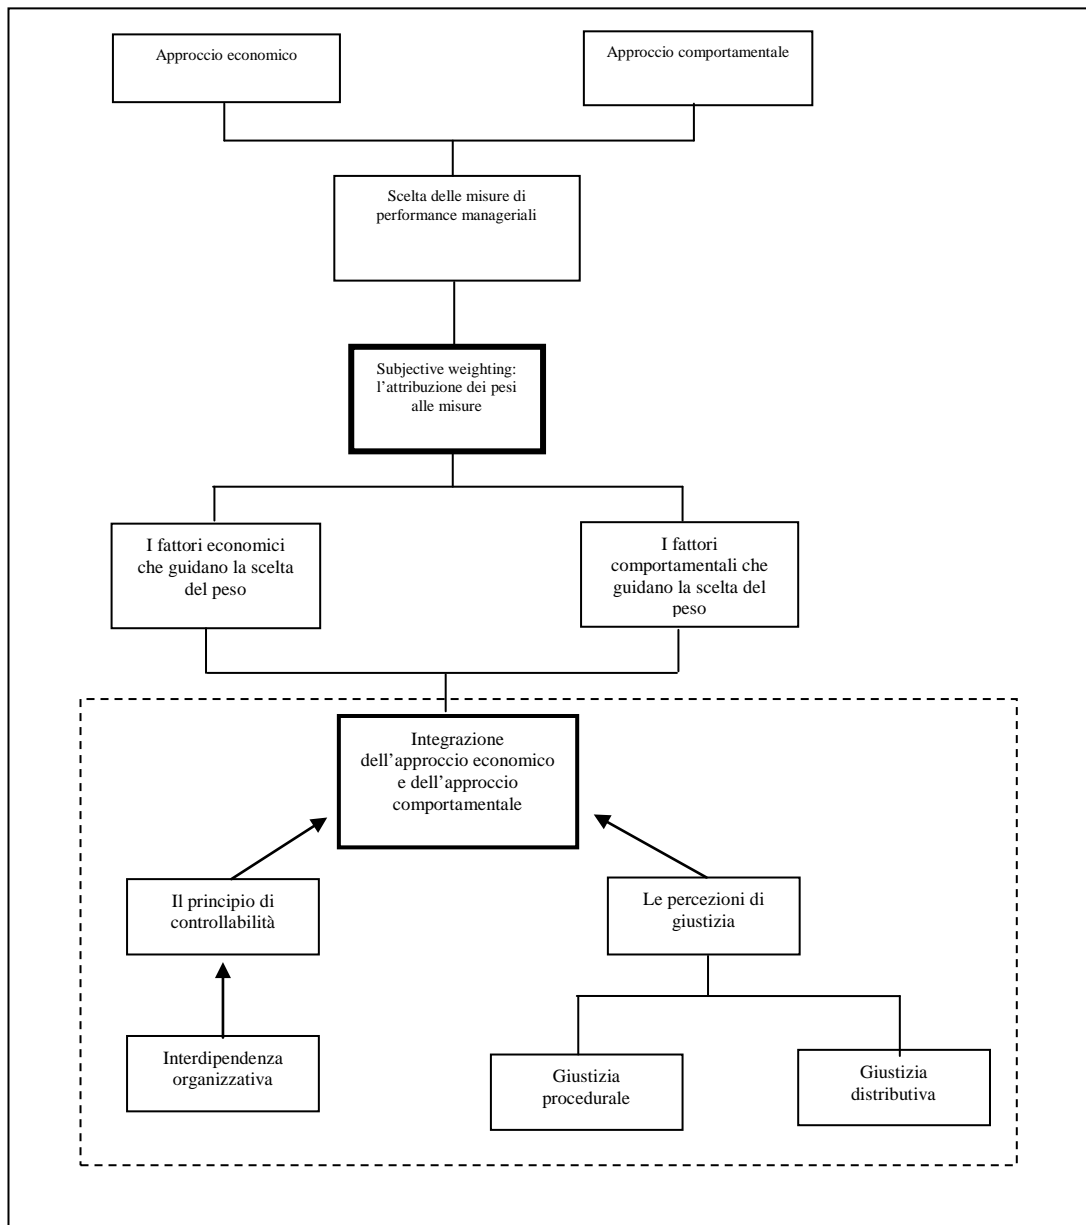 Approccio economico
Approccio comportamentale
Scelta delle misure di
performance manageriali
Subjective weighting:
l’attribuzione dei pesi
alle misure
I fattori economici
che guidano la scelta
del peso
I fattori
comportamentali che
guidano la scelta del
peso
Integrazione
dell’approccio economico
e dell’approccio
comportamentale
Il principio di
controllabilità
Le percezioni di
giustizia
Interdipendenza
organizzativa
Giustizia
procedurale
Giustizia
distributiva